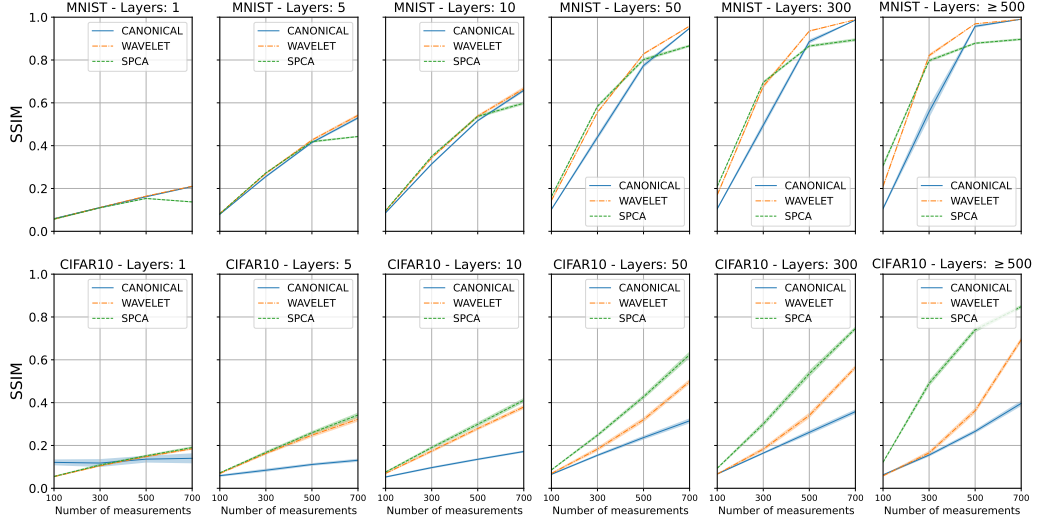 MNIST - Layers: 1
MNIST - Layers: 5
MNIST - Layers: 10
MNIST - Layers: 50
MNIST - Layers: 300
MNIST - Layers: ≥500
SSIM
1.0
0.8
0.6
0.4
0.2
0.0
CANONICAL
WAVELET
SPCA
CANONICAL
WAVELET
SPCA
CANONICAL
WAVELET
SPCA
CANONICAL
WAVELET
SPCA
CANONICAL
WAVELET
SPCA
CANONICAL
WAVELET
SPCA
CIFAR10 - Layers: 1
CIFAR10 - Layers: 5
CIFAR10 - Layers: 10
CIFAR10 - Layers: 50
CIFAR10 - Layers: 300
CIFAR10 - Layers: ≥500
SSIM
1.0
0.8
0.6
0.4
0.2
0.0
CANONICAL
WAVELET
SPCA
CANONICAL
WAVELET
SPCA
CANONICAL
WAVELET
SPCA
CANONICAL
WAVELET
SPCA
CANONICAL
WAVELET
SPCA
CANONICAL
WAVELET
SPCA
100 300 500 700
100 300 500 700
100 300 500 700
100 300 500 700
100 300 500 700
100 300 500 700
Number of measurements
Number of measurements
Number of measurements
Number of measurements
Number of measurements
Number of measurements